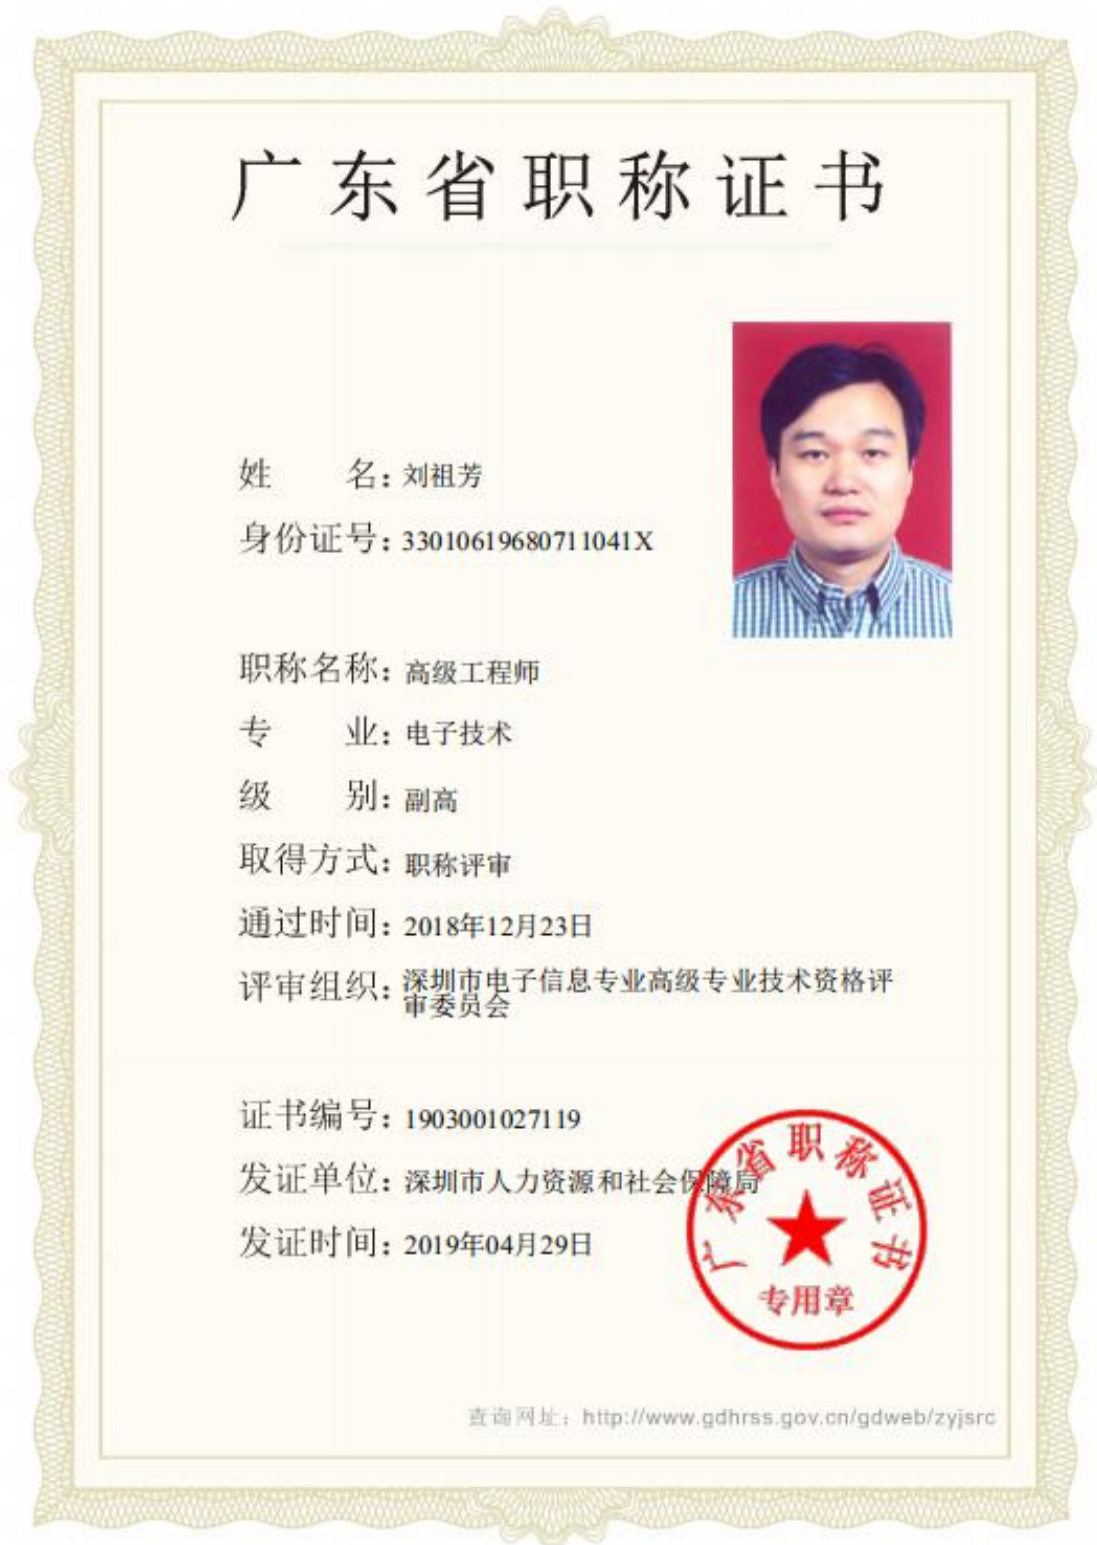 广东省职称证书
姓 名：刘祖芳
身份证号：33010619680711041X
职称名称：高级工程师
专 业：电子技术
级 别：副高
取得方式：职称评审
通过时间：2018年12月23日
评审组织：深圳市电子信息专业高级专业技术资格评
审委员会
证书编号：1903001027119
发证单位：深圳市人力资源和社会保障局
发证时间：2019年04月29日
广东省职称证书
专用章
查询网址：http://www.gdhrss.gov.cn/gdweb/zyjsrc